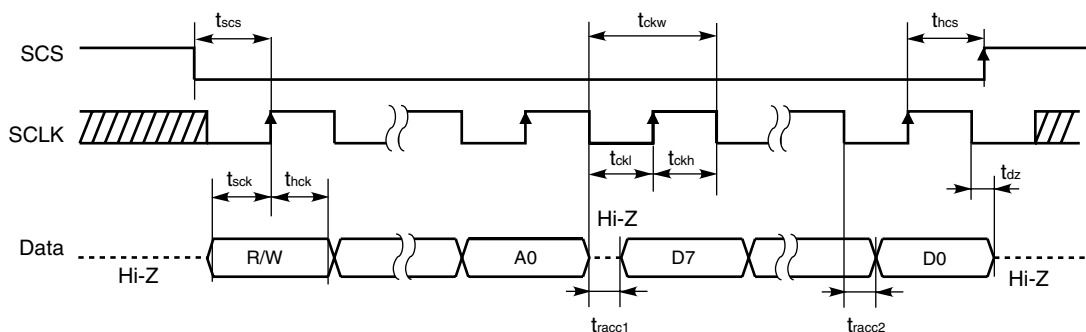 tscs
tckw
thcs
SCS
SCLK
tsck
thck
tckl
tckh
tdz
Hi-Z
Data
R/W
A0
D7
D0
Hi-Z
Hi-Z
tracc1
tracc2